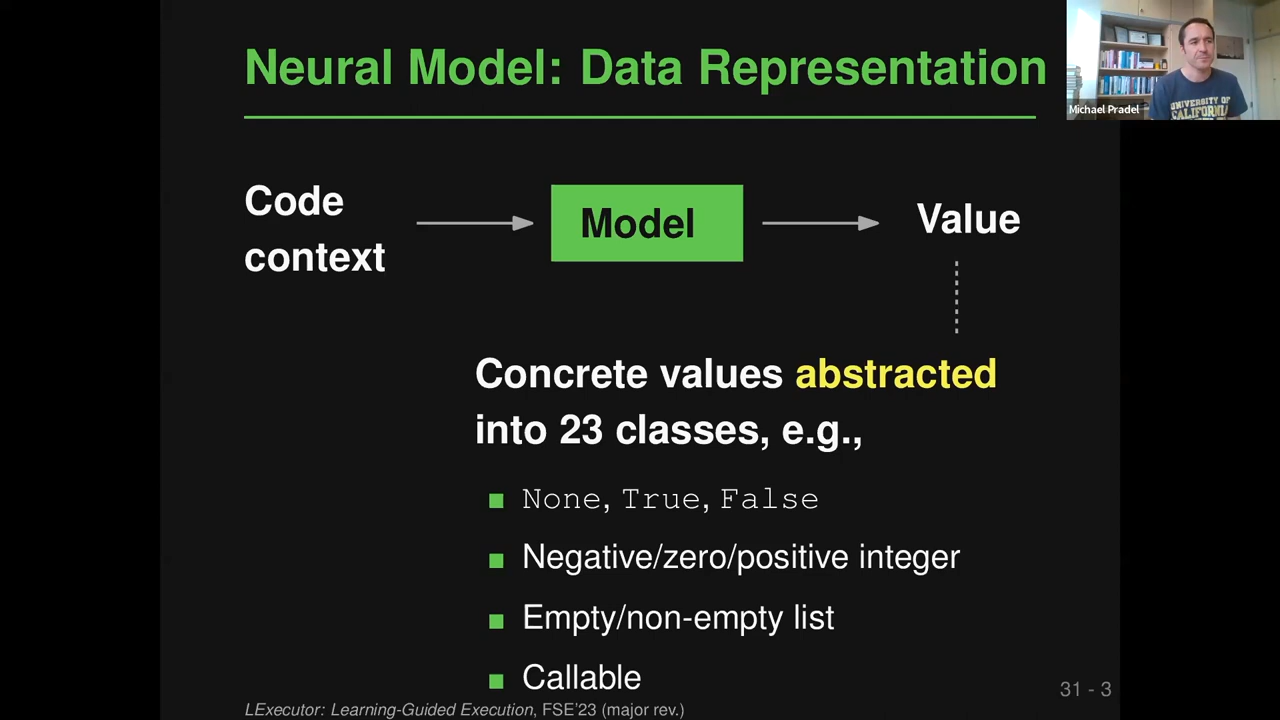 Neural Model: Data Representation
Michael Pradel
UNIVERSITY OF
CALIFORNIA
Code
context
Model
Value
Concrete values abstracted
into 23 classes, e.g.,
None, True, False
Negative/zero/positive integer
Empty/non-empty list
Callable
31 - 3
LExecutor: Learning-Guided Execution, FSE'23 (major rev.)